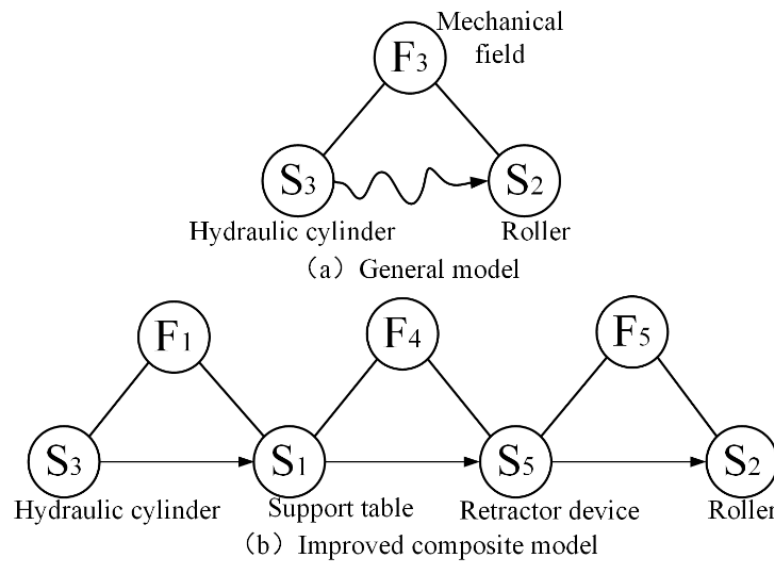 Mechanical
field
F3
S3
S2
Hydraulic cylinder
Roller
（a）General model
F1
F4
F5
S3
S1
S5
S2
Hydraulic cylinder
Support table
Retractor device
Roller
（b）Improved composite model